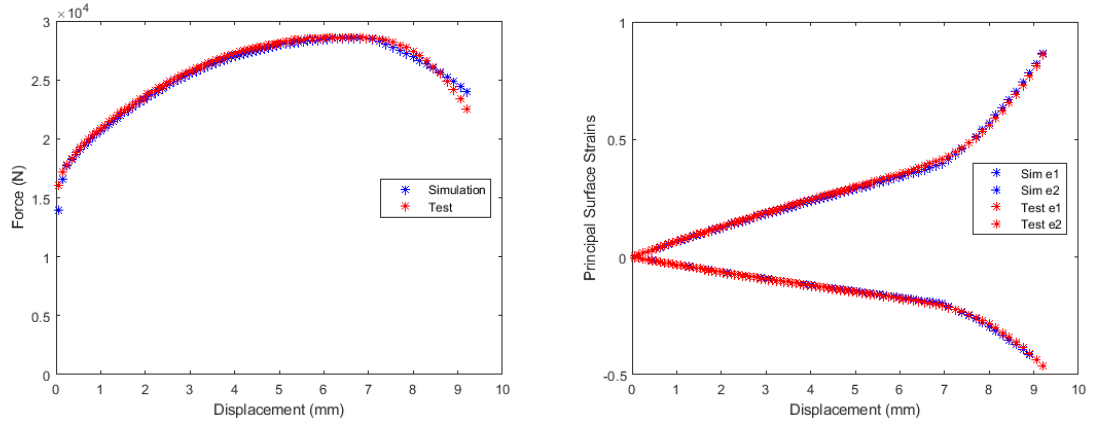 ×10⁴
3
2.5
2
1.5
1
0.5
0
0 1 2 3 4 5 6 7 8 9 10
Force (N)
Displacement (mm)
Simulation
Test
1
0.5
0
-0.5
0 1 2 3 4 5 6 7 8 9 10
Principal Surface Strains
Displacement (mm)
Sim e1
Sim e2
Test e1
Test e2